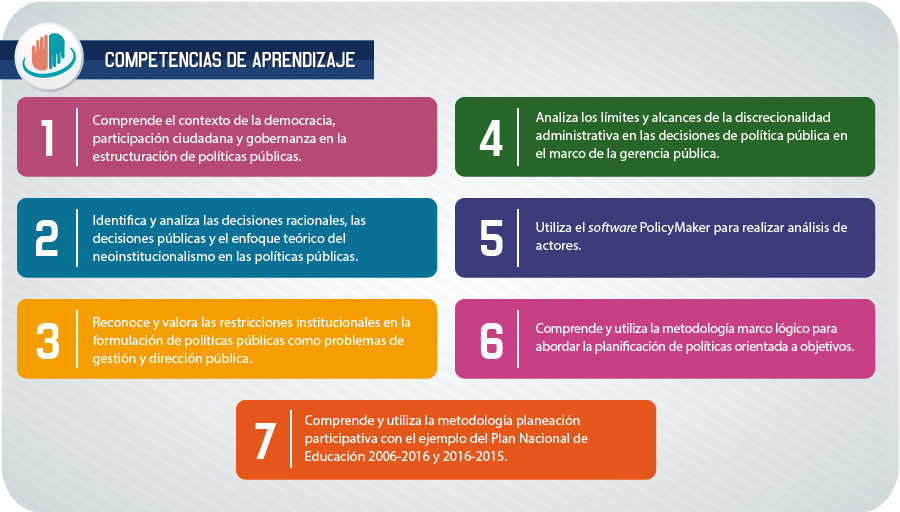 COMPETENCIAS DE APRENDIZAJE
1
Comprende el contexto de la democracia,
participación ciudadana y gobernanza en la
estructuración de políticas públicas.
2
Identifica y analiza las decisiones racionales, las
decisiones públicas y el enfoque teórico del
neoinstitucionalismo en las políticas públicas.
3
Reconoce y valora las restricciones institucionales en la
formulación de políticas públicas como problemas de
gestión y dirección pública.
4
Analiza los límites y alcances de la discrecionalidad
administrativa en las decisiones de política pública en
el marco de la gerencia pública.
5
Utiliza el software PolicyMaker para realizar análisis de
actores.
6
Comprende y utiliza la metodología marco lógico para
abordar la planificación de políticas orientada a objetivos.
7
Comprende y utiliza la metodología planeación
participativa con el ejemplo del Plan Nacional de
Educación 2006-2016 y 2016-2015.